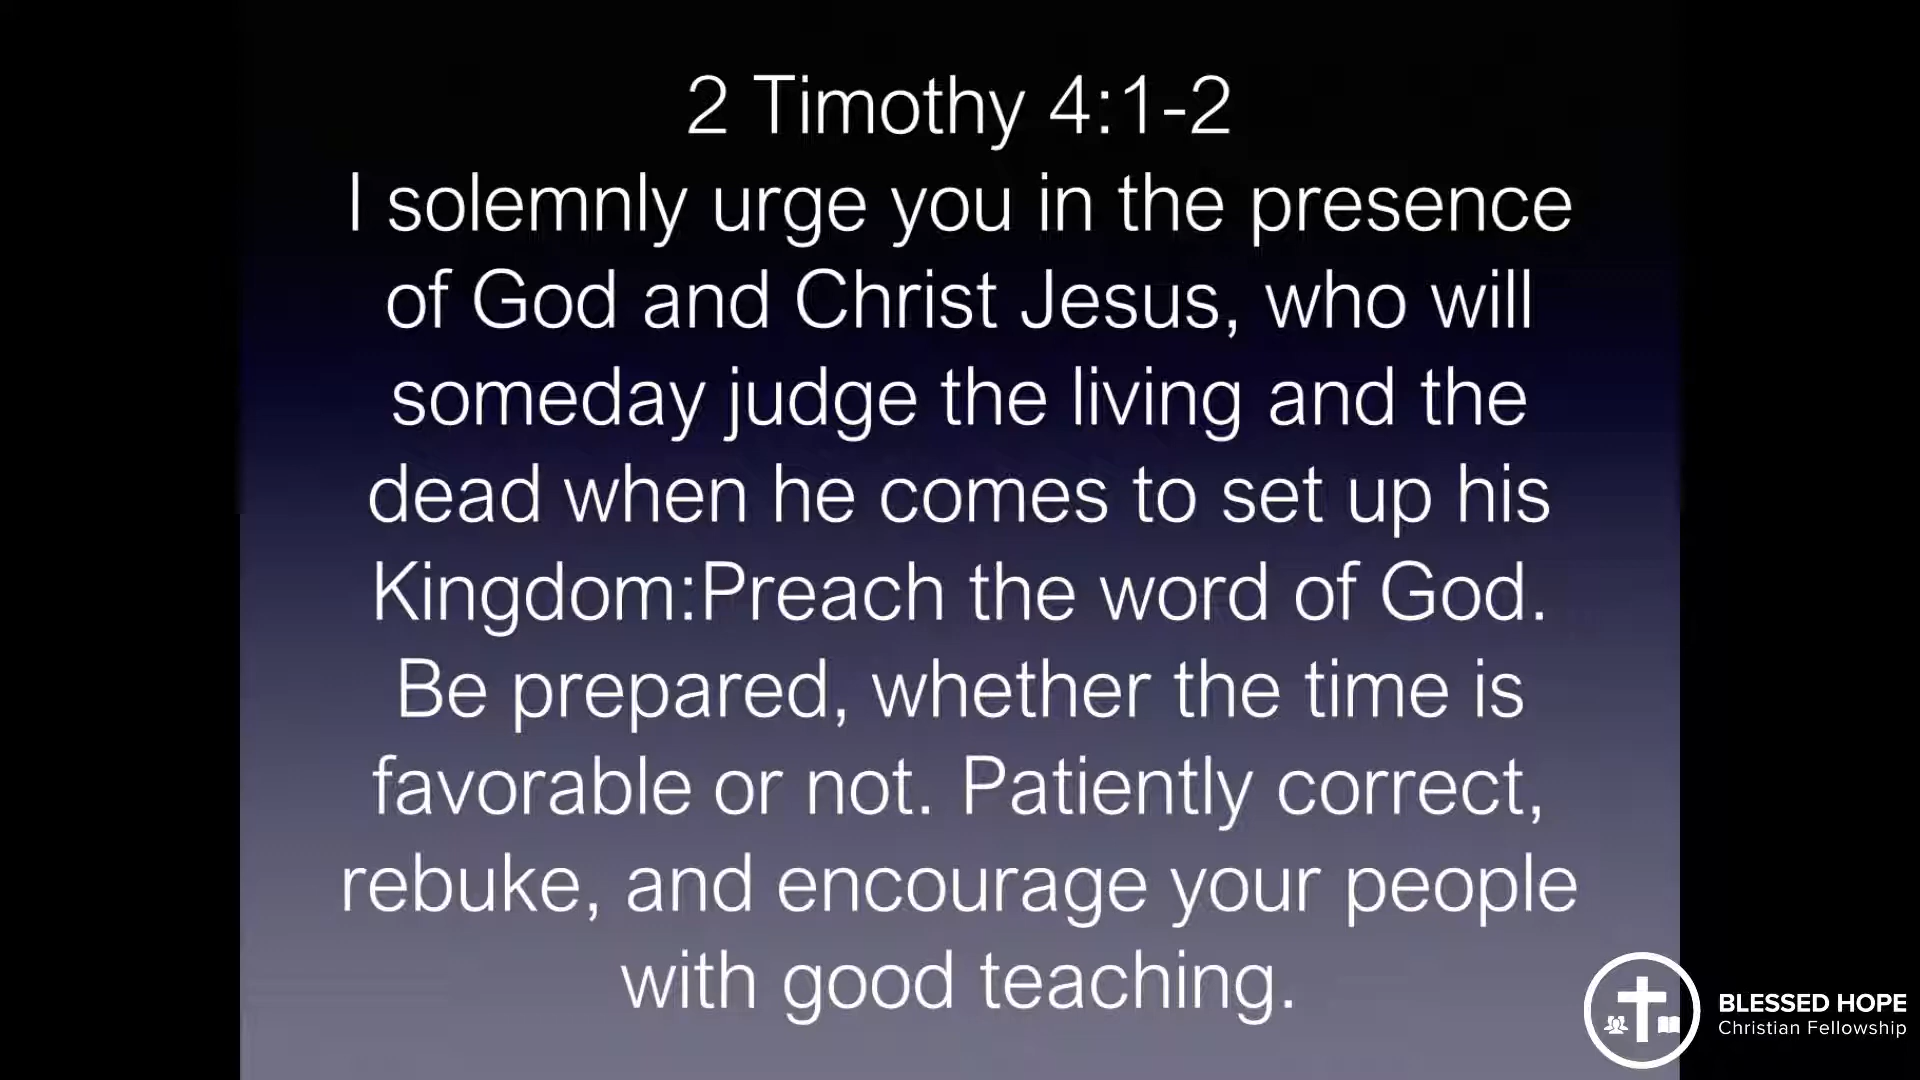 2 Timothy 4:1-2
I solemnly urge you in the presence
of God and Christ Jesus, who will
someday judge the living and the
dead when he comes to set up his
Kingdom:Preach the word of God.
Be prepared, whether the time is
favorable or not. Patiently correct,
rebuke, and encourage your people
with good teaching.
BLESSED HOPE
Christian Fellowship